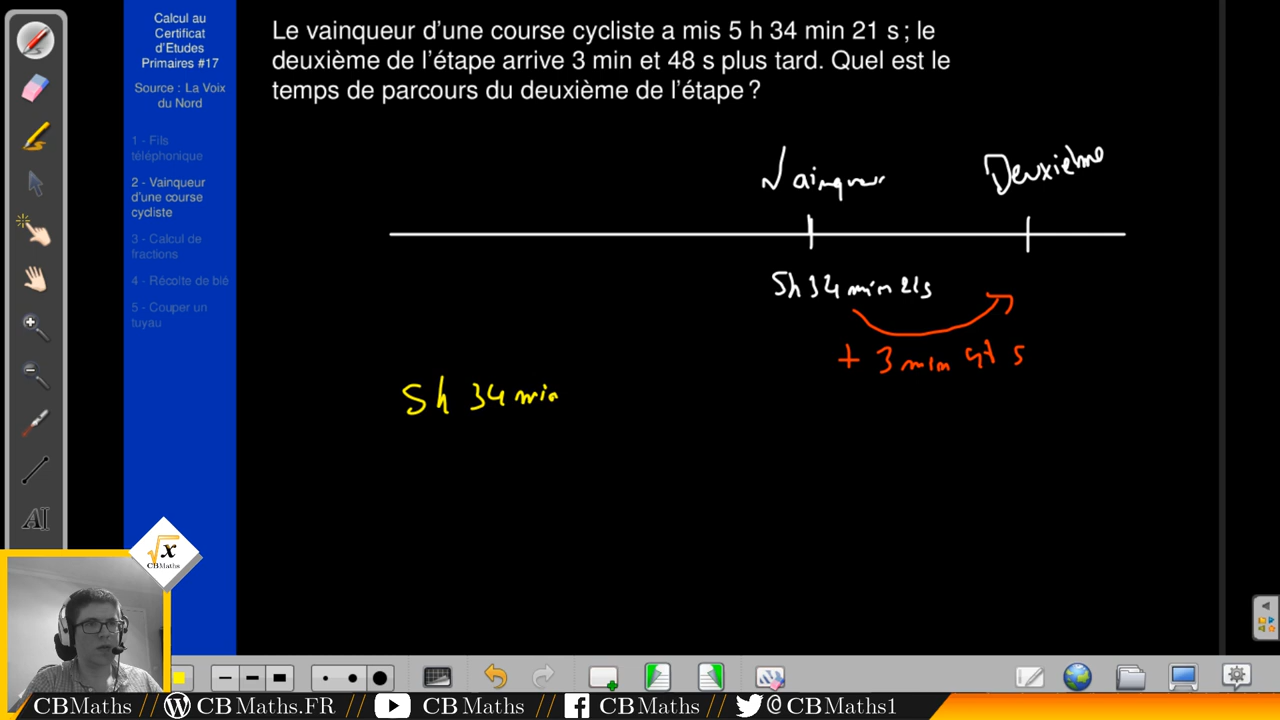 Calcul au
Certificat
d'Etudes
Primaires #17
Source : La Voix
du Nord
1 - Fils
téléphonique
2 - Vainqueur
d'une course
cycliste
3 - Calcul de
fractions
4 - Récolte de blé
5 - Couper un
tuyau
Le vainqueur d'une course cycliste a mis 5 h 34 min 21 s ; le
deuxième de l'étape arrive 3 min et 48 s plus tard. Quel est le
temps de parcours du deuxième de l'étape ?
Vainqueur
Deuxième
5h 34 min 21s
+ 3 min 48 s
5h 34 min
AI
√x
CBMaths
CBMaths // CBMaths.FR // CBMaths // CBMaths // @CBMaths1